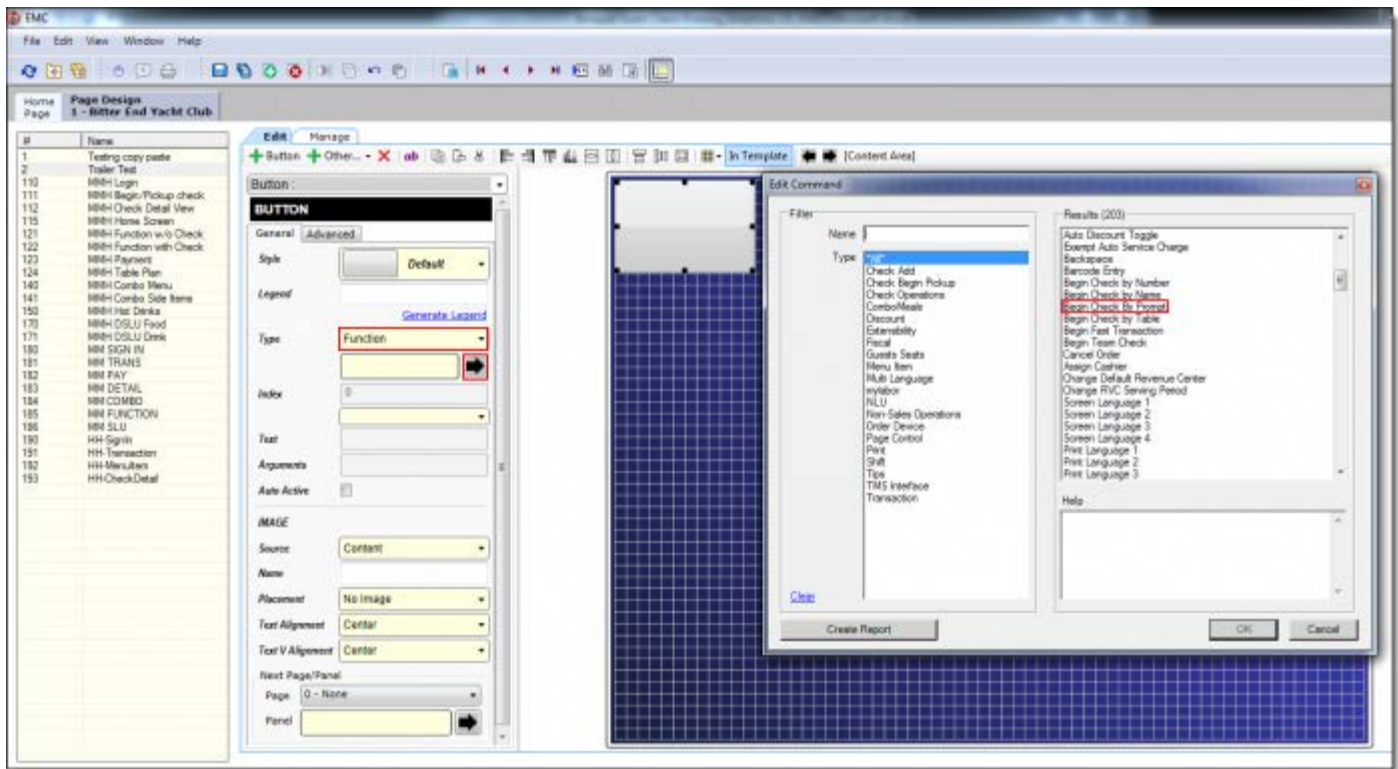 EMC
File Edit View Window Help
Home Page
Page Design
1 - Bitter End Yacht Club
# Name
1 Testing copy paste
2 Trailer Test
110 MMH Login
111 MMH Begin/Pickup check
112 MMH Check Detail View
115 MMH Home Screen
121 MMH Function w/o Check
122 MMH Function with Check
123 MMH Payment
124 MMH Table Plan
140 MMH Combo Menu
141 MMH Combo Side Items
150 MMH Hot Drinks
170 MMH DSLU Food
171 MMH DSLU Drink
180 MM SIGN IN
181 MM TRANS
182 MM PAY
183 MM DETAIL
184 MM COMBO
185 MM FUNCTION
186 MM SLU
190 HH-SignIn
191 HH-Transaction
192 HH-MenuItem
193 HH-CheckDetail
Edit Manage
Button Other... ab In Template [Content Area]
Button :
BUTTON
General Advanced
Style Default
Legend
Generate Legend
Type Function
Index 0
Text
Arguments
Auto Active
IMAGE
Source Content
Name
Placement No Image
Text Alignment Center
Text V Alignment Center
Next Page/Panel
Page 0 - None
Panel
Edit Command
Filter
Name
Type
*All*
Check Add
Check Begin Pickup
Check Operations
ComboMeals
Discount
Extensibility
Fiscal
Guests Seats
Menu Item
Multi Language
mylabor
NLU
Non-Sales Operations
Order Device
Page Control
Print
Shift
Tips
TMS Interface
Transaction
Clear
Create Report
Results (203)
Auto Discount Toggle
Exempt Auto Service Charge
Backspace
Barcode Entry
Begin Check by Number
Begin Check by Name
Begin Check By Prompt
Begin Check by Table
Begin Fast Transaction
Begin Team Check
Cancel Order
Assign Cashier
Change Default Revenue Center
Change RVC Serving Period
Screen Language 1
Screen Language 2
Screen Language 3
Screen Language 4
Print Language 1
Print Language 2
Print Language 3
Help
OK Cancel